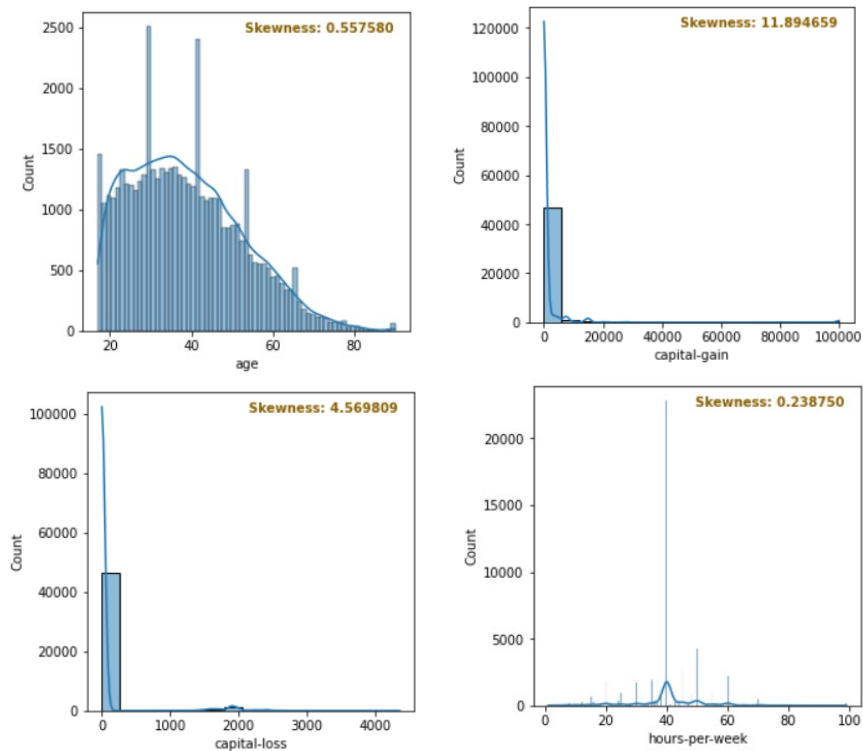 Skewness: 0.557580
2500
2000
1500
1000
500
0
Count
20 40 60 80
age
Skewness: 11.894659
120000
100000
80000
60000
40000
20000
0
Count
0 20000 40000 60000 80000 100000
capital-gain
Skewness: 4.569809
100000
80000
60000
40000
20000
0
Count
0 1000 2000 3000 4000
capital-loss
Skewness: 0.238750
20000
15000
10000
5000
0
Count
0 20 40 60 80 100
hours-per-week